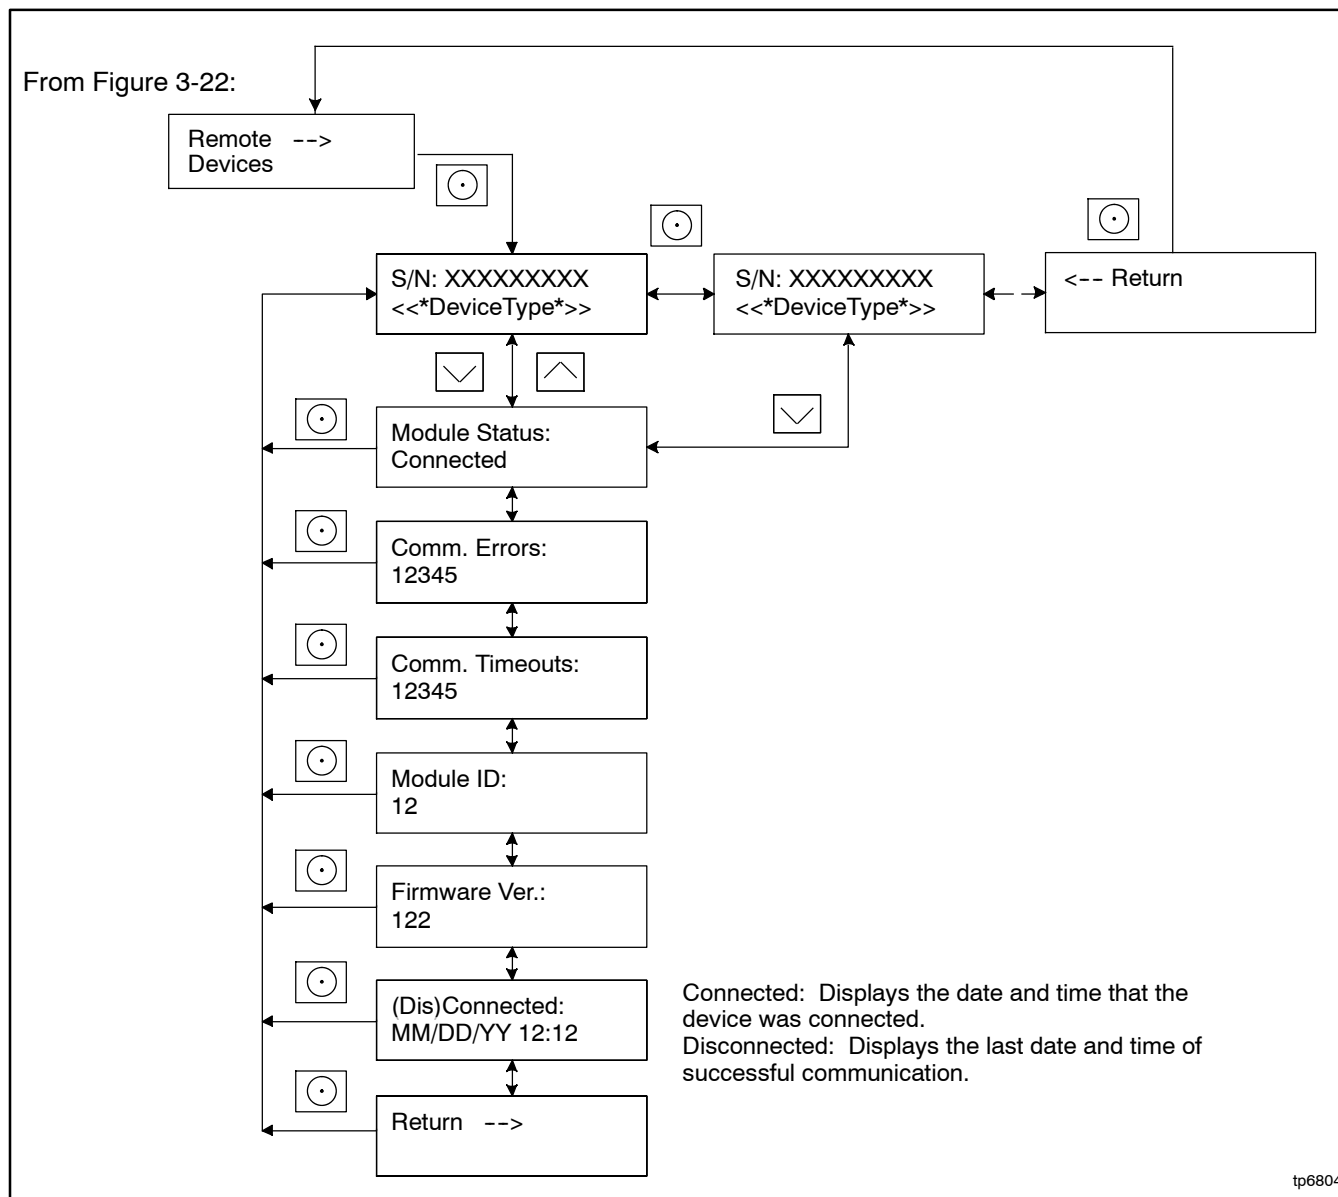 From Figure 3-22:
Remote -->
Devices
S/N: XXXXXXXXX
<<*DeviceType*>>
S/N: XXXXXXXXX
<<*DeviceType*>>
<-- Return
Module Status:
Connected
Comm. Errors:
12345
Comm. Timeouts:
12345
Module ID:
12
Firmware Ver.:
122
(Dis)Connected:
MM/DD/YY 12:12
Connected: Displays the date and time that the
device was connected.
Disconnected: Displays the last date and time of
successful communication.
Return -->
tp6804